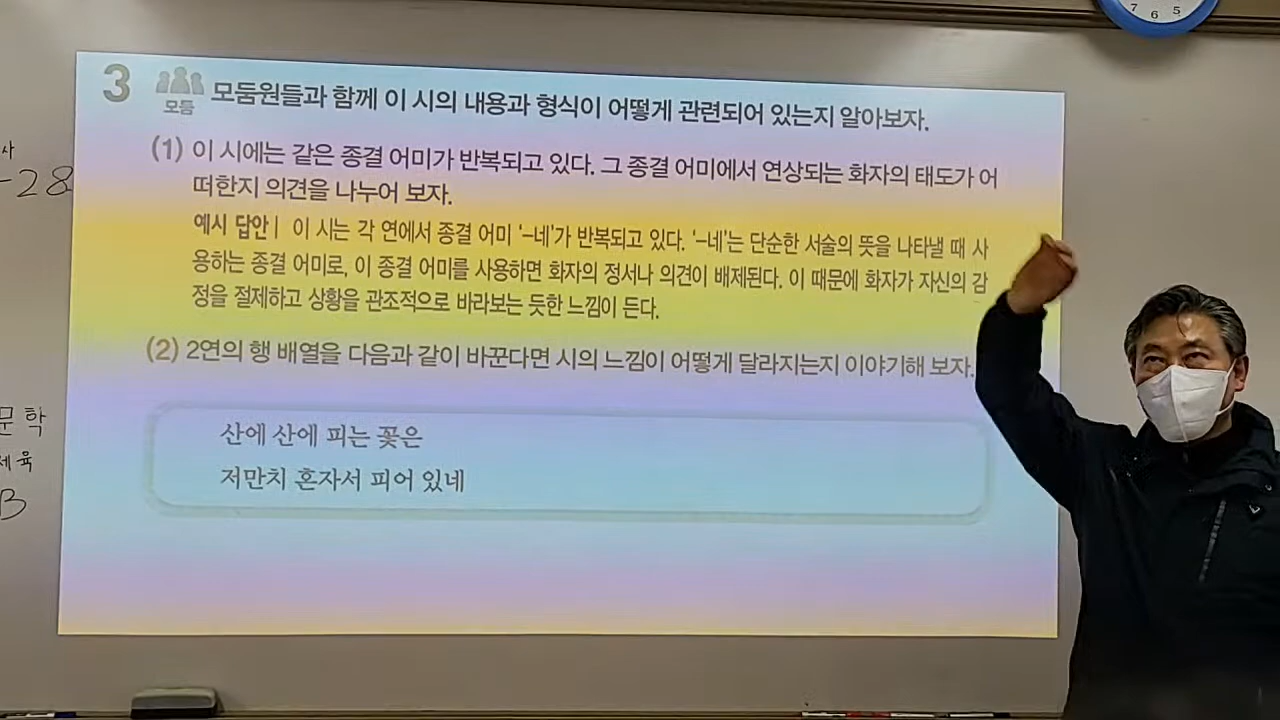 3 모둠 모둠원들과 함께 이 시의 내용과 형식이 어떻게 관련되어 있는지 알아보자.
(1) 이 시에는 같은 종결 어미가 반복되고 있다. 그 종결 어미에서 연상되는 화자의 태도가 어
떠한지 의견을 나누어 보자.
예시 답안 | 이 시는 각 연에서 종결 어미 ‘-네’가 반복되고 있다. ‘-네’는 단순한 서술의 뜻을 나타낼 때 사
용하는 종결 어미로, 이 종결 어미를 사용하면 화자의 정서나 의견이 배제된다. 이 때문에 화자가 자신의 감
정을 절제하고 상황을 관조적으로 바라보는 듯한 느낌이 든다.
(2) 2연의 행 배열을 다음과 같이 바꾼다면 시의 느낌이 어떻게 달라지는지 이야기해 보자.
산에 산에 피는 꽃은
저만치 혼자서 피어 있네
사
-28
문학
체육
B
7 6 5